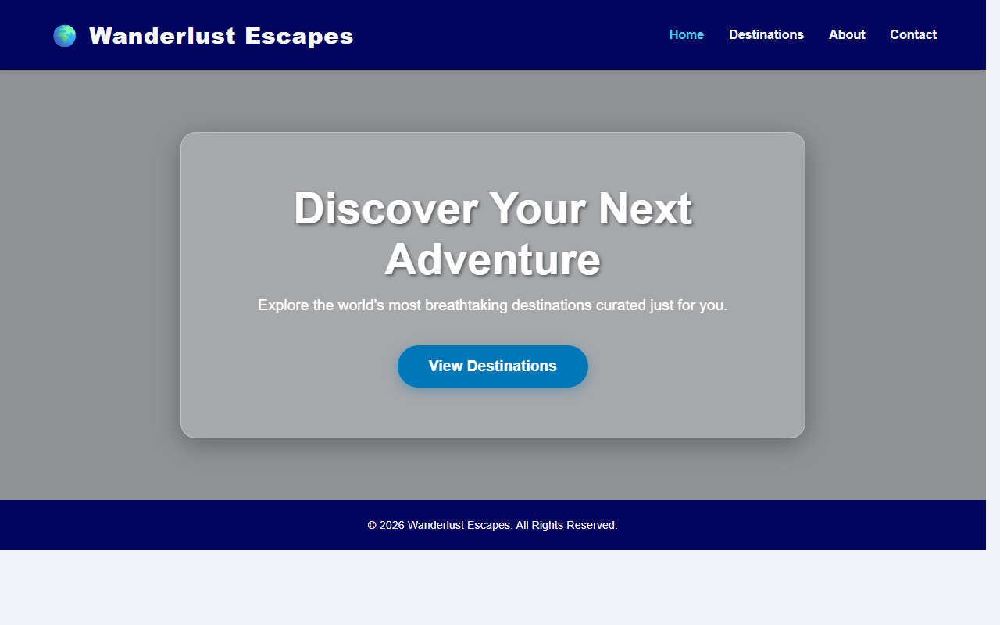 Wanderlust Escapes
Home Destinations About Contact
Discover Your Next
Adventure
Explore the world's most breathtaking destinations curated just for you.
View Destinations
© 2026 Wanderlust Escapes. All Rights Reserved.